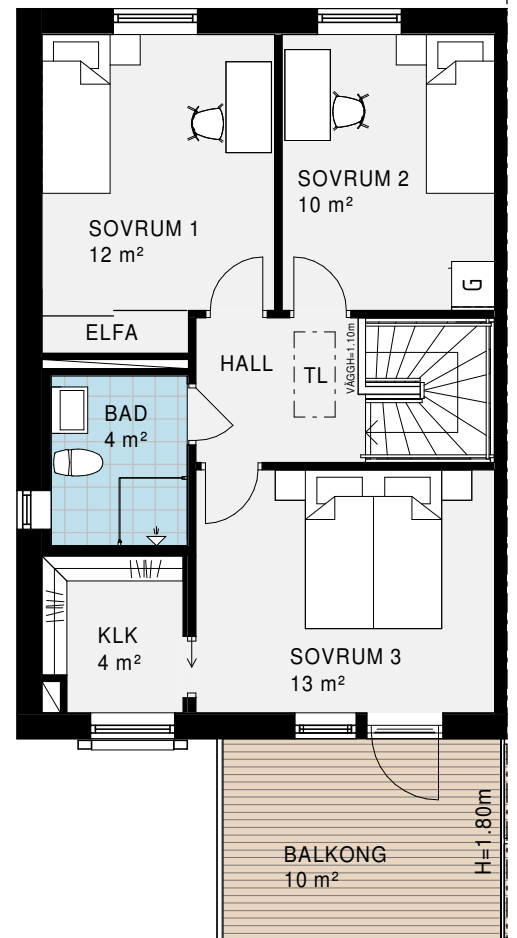 SOVRUM 1
12 m²
SOVRUM 2
10 m²
G
ELFA
HALL
TL
VÄGGH=1.10m
BAD
4 m²
KLK
4 m²
SOVRUM 3
13 m²
BALKONG
10 m²
H=1.80m